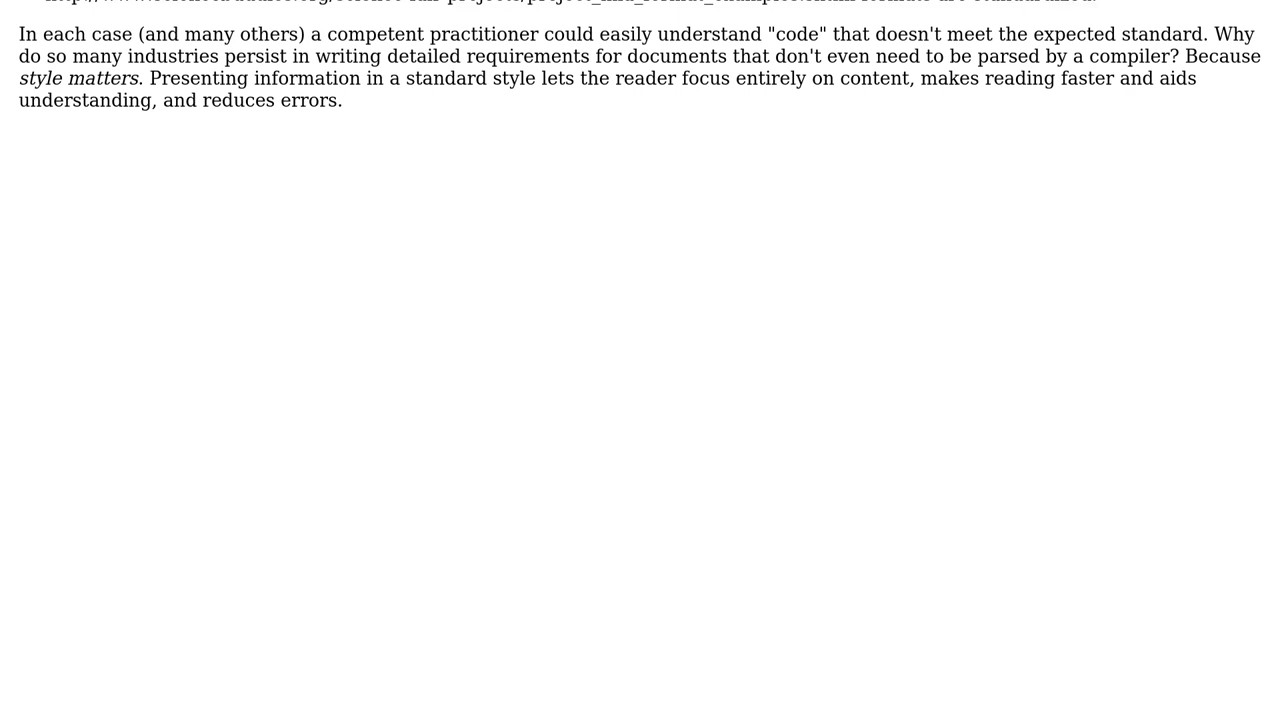 In each case (and many others) a competent practitioner could easily understand "code" that doesn't meet the expected standard. Why
do so many industries persist in writing detailed requirements for documents that don't even need to be parsed by a compiler? Because
style matters. Presenting information in a standard style lets the reader focus entirely on content, makes reading faster and aids
understanding, and reduces errors.